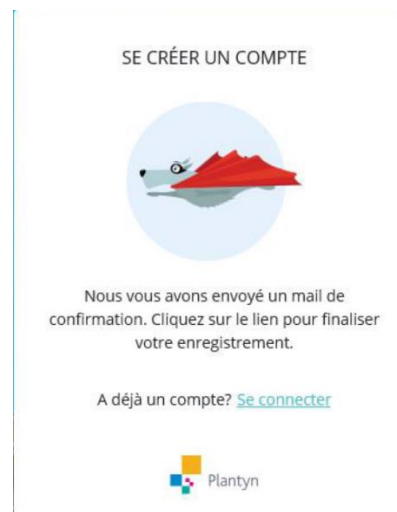 SE CRÉER UN COMPTE
Nous vous avons envoyé un mail de
confirmation. Cliquez sur le lien pour finaliser
votre enregistrement.
A déjà un compte? Se connecter
Plantyn